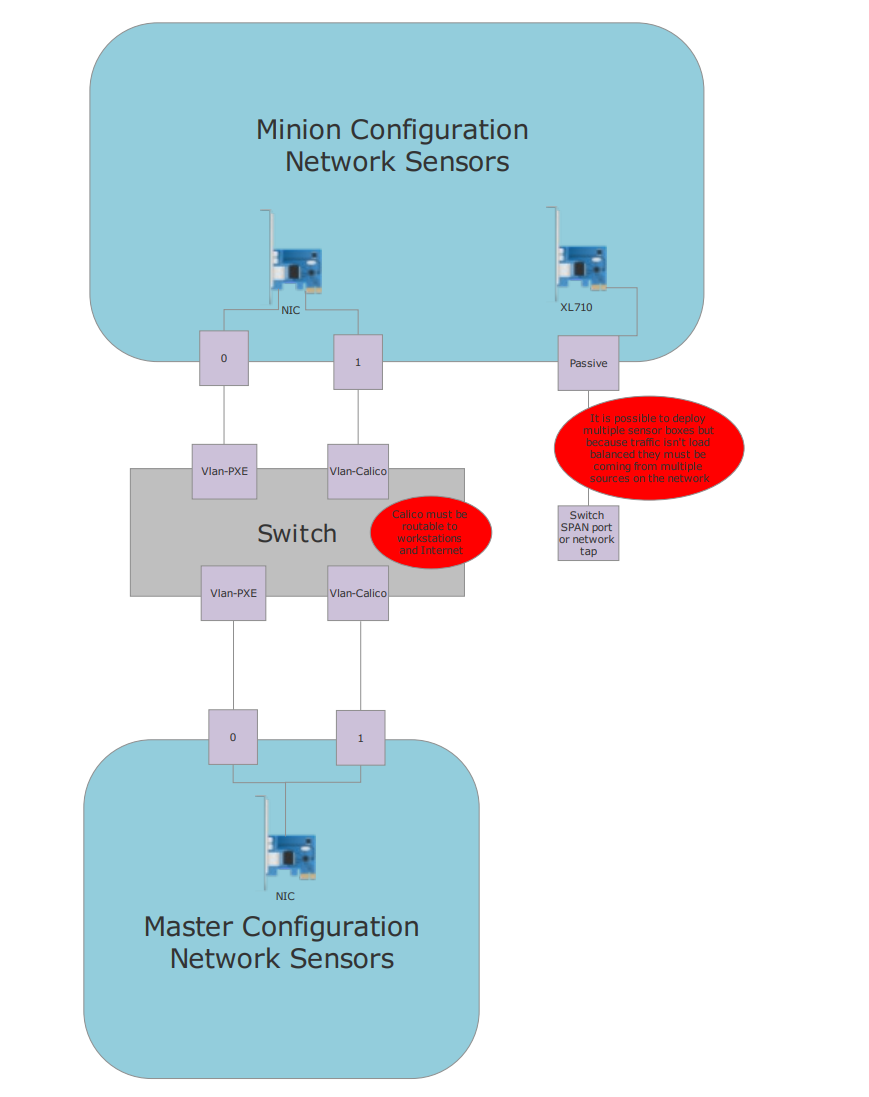 Minion Configuration
Network Sensors
NIC
XL710
0
1
Passive
It is possible to deploy
multiple sensor boxes but
because traffic isn't load
balanced they must be
coming from multiple
sources on the network
Vlan-PXE
Vlan-Calico
Switch
Calico must be
routable to
workstations
and Internet
Switch
SPAN port
or network
tap
Vlan-PXE
Vlan-Calico
0
1
NIC
Master Configuration
Network Sensors